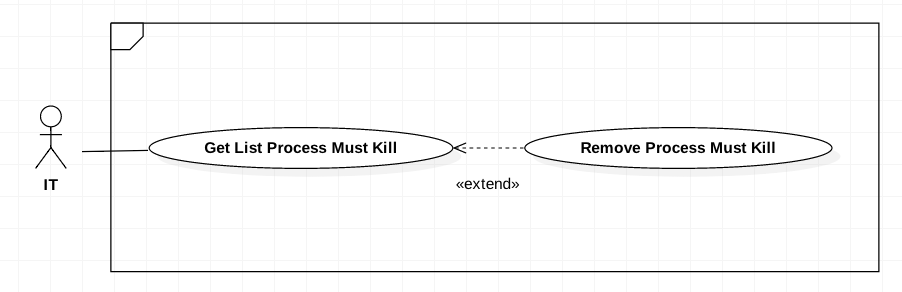 Get List Process Must Kill
Remove Process Must Kill
IT
«extend»